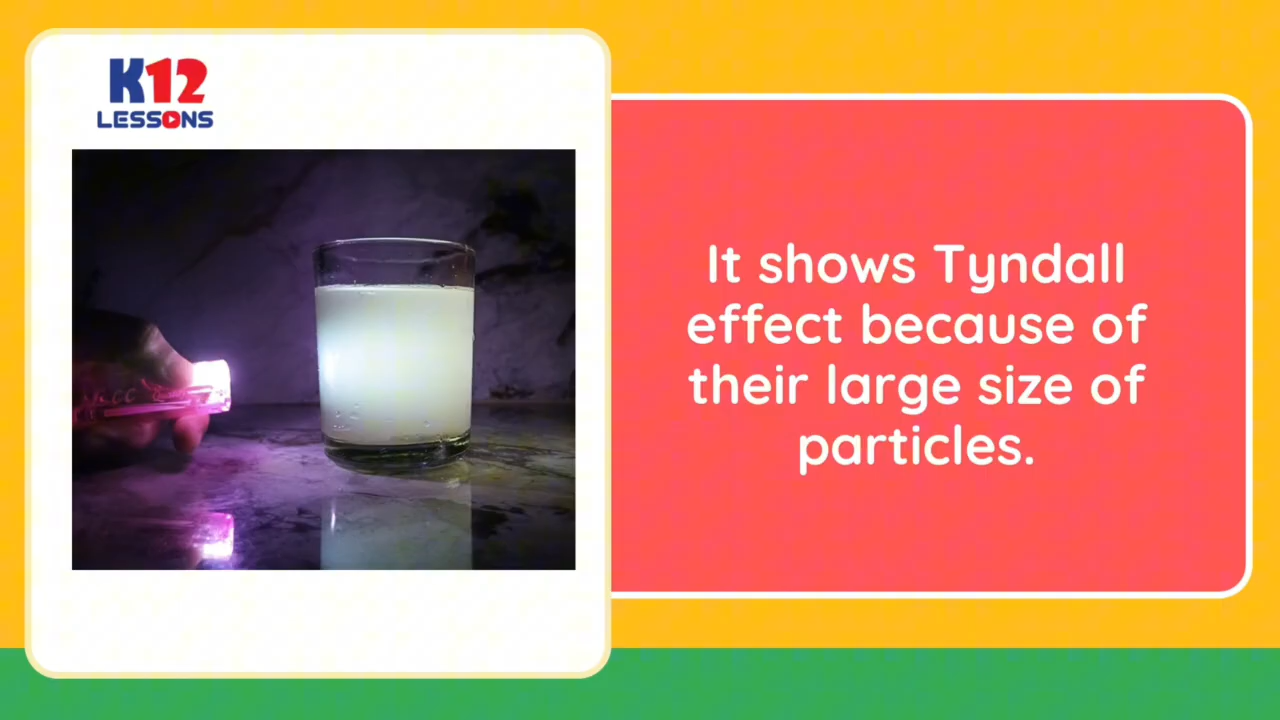 K12
LESSONS
It shows Tyndall
effect because of
their large size of
particles.